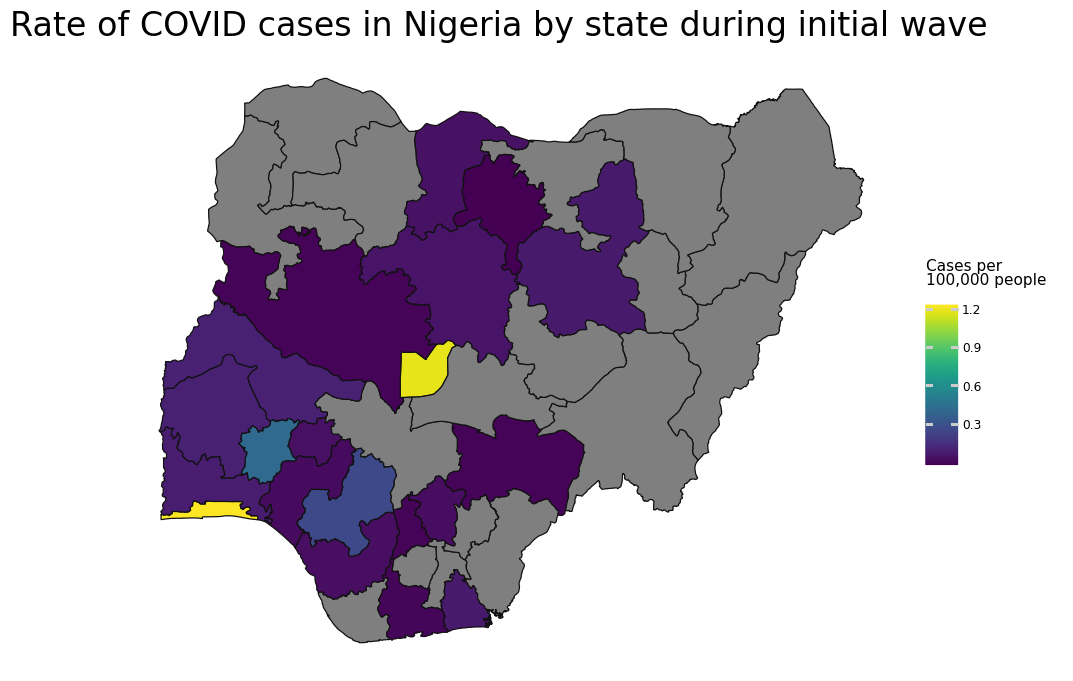 Rate of COVID cases in Nigeria by state during initial wave
Cases per
100,000 people
1.2
0.9
0.6
0.3